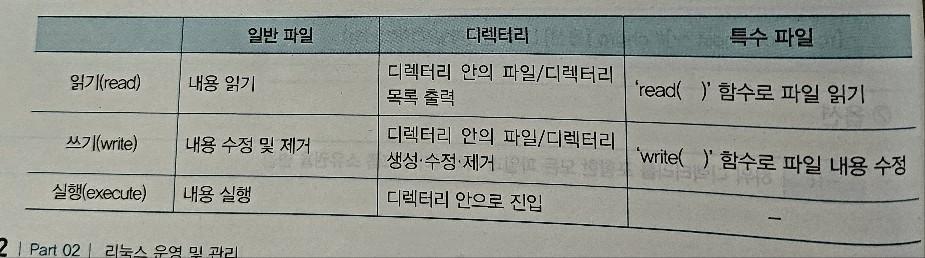 일반 파일 디렉터리 특수 파일
읽기(read) 내용 읽기 디렉터리 안의 파일/디렉터리 목록 출력 ‘read( )’ 함수로 파일 읽기
쓰기(write) 내용 수정 및 제거 디렉터리 안의 파일/디렉터리 생성·수정·제거 ‘write( )’ 함수로 파일 내용 수정
실행(execute) 내용 실행 디렉터리 안으로 진입 –
2 | Part 02 | 리눅스 운영 및 관리